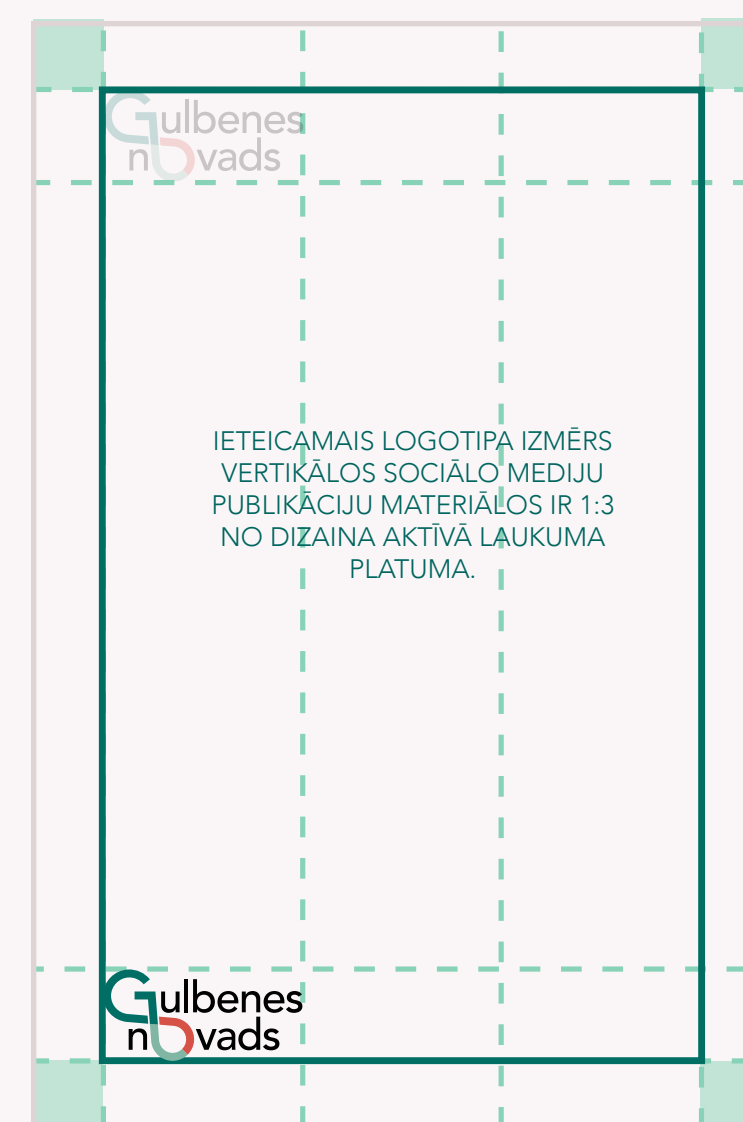 Gulbenes
novads
IETEICAMAIS LOGOTIPA IZMĒRS
VERTIKĀLOS SOCIĀLO MEDIJU
PUBLIKĀCIJU MATERIĀLOS IR 1:3
NO DIZAINA AKTĪVĀ LAUKUMA
PLATUMA.
Gulbenes
novads